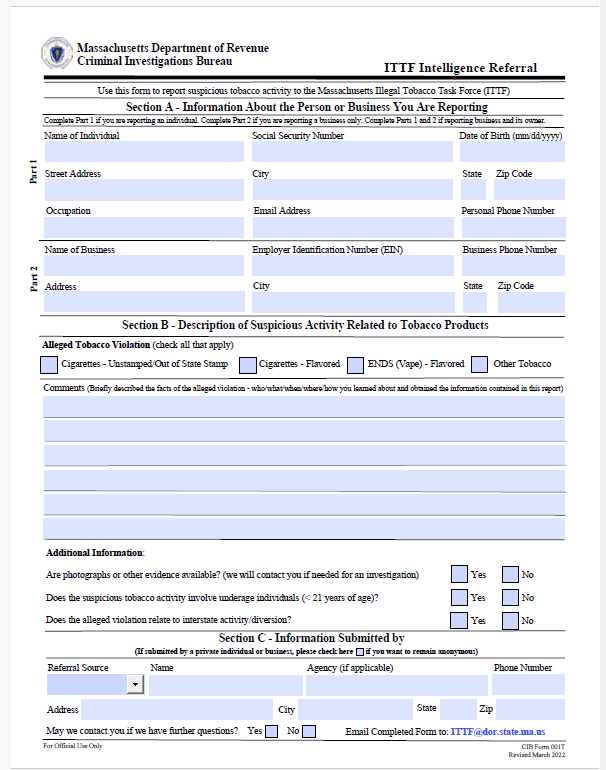 Massachusetts Department of Revenue
Criminal Investigations Bureau
ITTF Intelligence Referral
Use this form to report suspicious tobacco activity to the Massachusetts Illegal Tobacco Task Force (ITTF)
Section A - Information About the Person or Business You Are Reporting
Complete Part 1 if you are reporting an individual. Complete Part 2 if you are reporting a business only. Complete Parts 1 and 2 if reporting business and its owner.
Part 1
Name of Individual Social Security Number Date of Birth (mm/dd/yyyy)
Street Address City State Zip Code
Occupation Email Address Personal Phone Number
Part 2
Name of Business Employer Identification Number (EIN) Business Phone Number
Address City State Zip Code
Section B - Description of Suspicious Activity Related to Tobacco Products
Alleged Tobacco Violation (check all that apply)
Cigarettes - Unstamped/Out of State Stamp Cigarettes - Flavored ENDS (Vape) - Flavored Other Tobacco
Comments (Briefly described the facts of the alleged violation - who/what/when/where/how you learned about and obtained the information contained in this report)
Additional Information:
Are photographs or other evidence available? (we will contact you if needed for an investigation) Yes No
Does the suspicious tobacco activity involve underage individuals (< 21 years of age)? Yes No
Does the alleged violation relate to interstate activity/diversion? Yes No
Section C - Information Submitted by
(If submitted by a private individual or business, please check here if you want to remain anonymous)
Referral Source Name Agency (if applicable) Phone Number
Address City State Zip
May we contact you if we have further questions? Yes No Email Completed Form to: ITTF@dor.state.ma.us
For Official Use Only CIB Form 001T
Revised March 2022